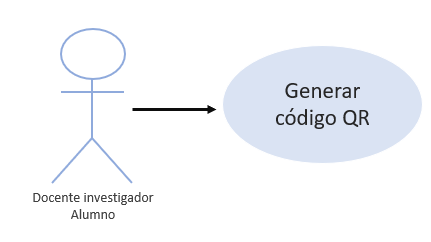 Generar
código QR
Docente investigador
Alumno